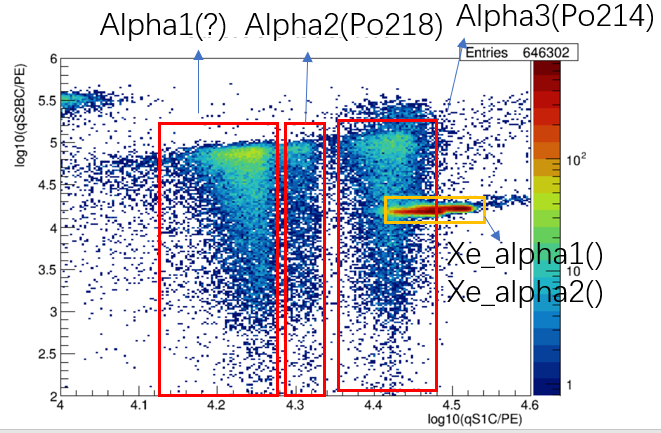 Alpha1(?) Alpha2(Po218) Alpha3(Po214)
Entries 646302
log10(qS2BC/PE)
6
5.5
5
4.5
4
3.5
3
2.5
2
10²
10
1
Xe_alpha1()
Xe_alpha2()
4 4.1 4.2 4.3 4.4 4.5 4.6
log10(qS1C/PE)